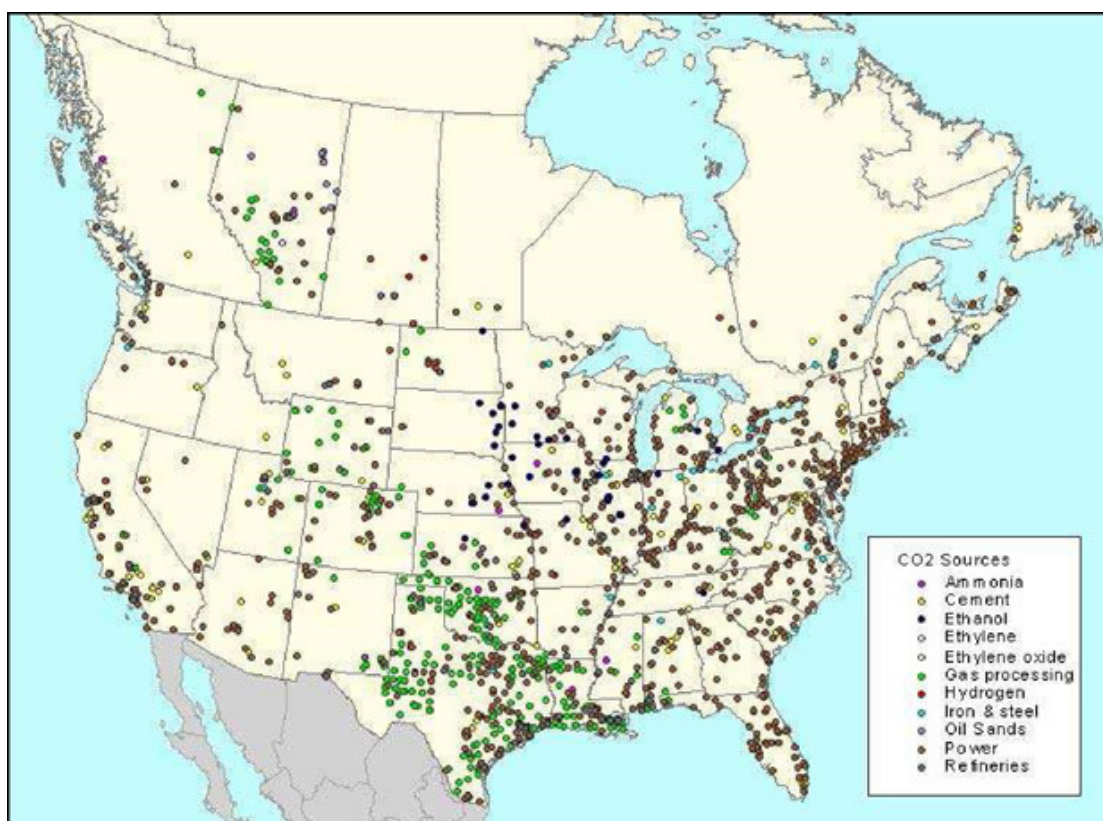 CO2 Sources
Ammonia
Cement
Ethanol
Ethylene
Ethylene oxide
Gas processing
Hydrogen
Iron & steel
Oil Sands
Power
Refineries